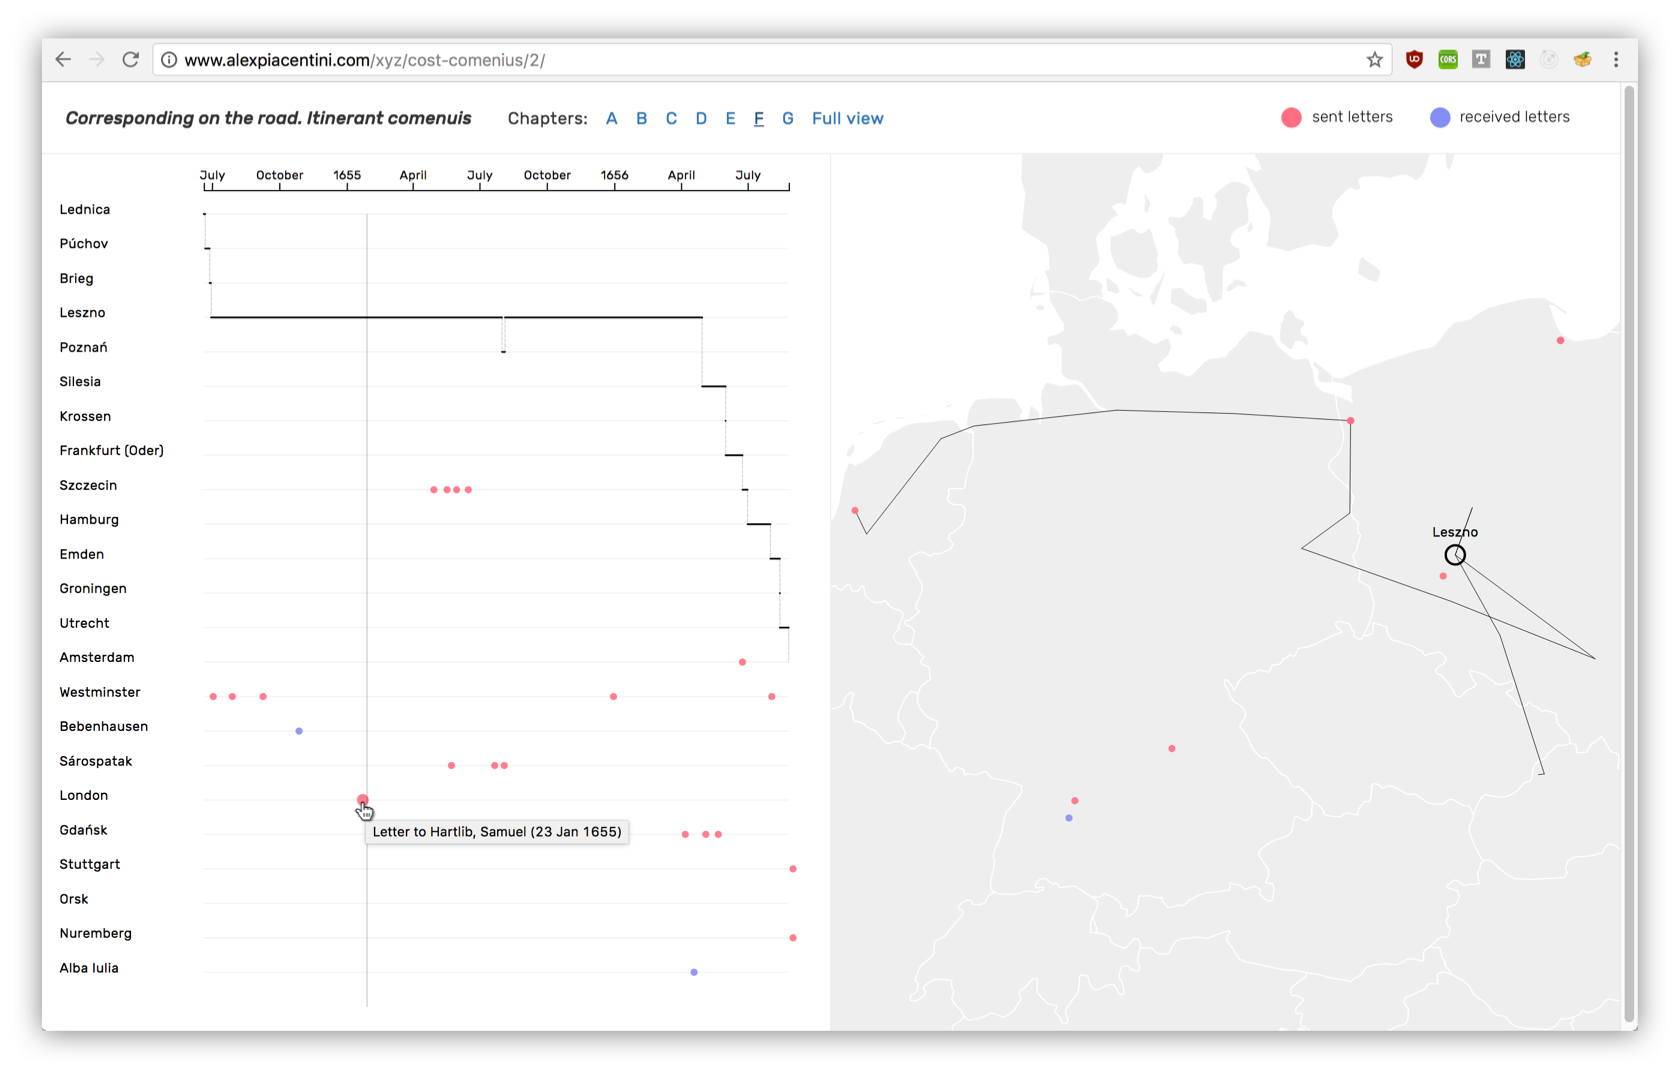 www.alexpiacentini.com/xyz/cost-comenius/2/
UD
CORS
T
Corresponding on the road. Itinerant comenuis
Chapters: A B C D E F G Full view
sent letters
received letters
July October 1655 April July October 1656 April July
Lednica
Púchov
Brieg
Leszno
Poznań
Silesia
Krossen
Frankfurt (Oder)
Szczecin
Hamburg
Emden
Groningen
Utrecht
Amsterdam
Westminster
Bebenhausen
Sárospatak
London
Letter to Hartlib, Samuel (23 Jan 1655)
Gdańsk
Stuttgart
Orsk
Nuremberg
Alba Iulia
Leszno